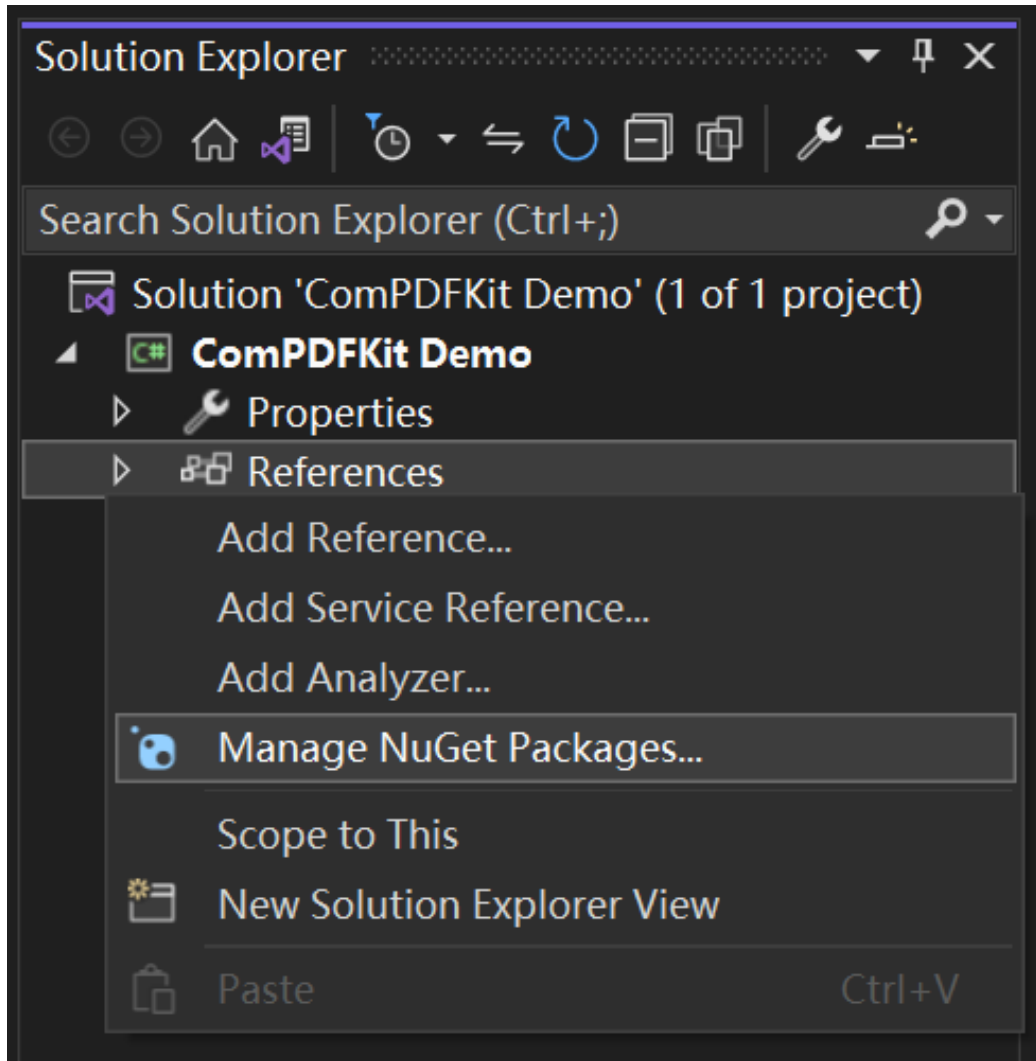 Solution Explorer
Search Solution Explorer (Ctrl+;)
Solution 'ComPDFKit Demo' (1 of 1 project)
C# ComPDFKit Demo
Properties
References
Add Reference...
Add Service Reference...
Add Analyzer...
Manage NuGet Packages...
Scope to This
New Solution Explorer View
Paste Ctrl+V